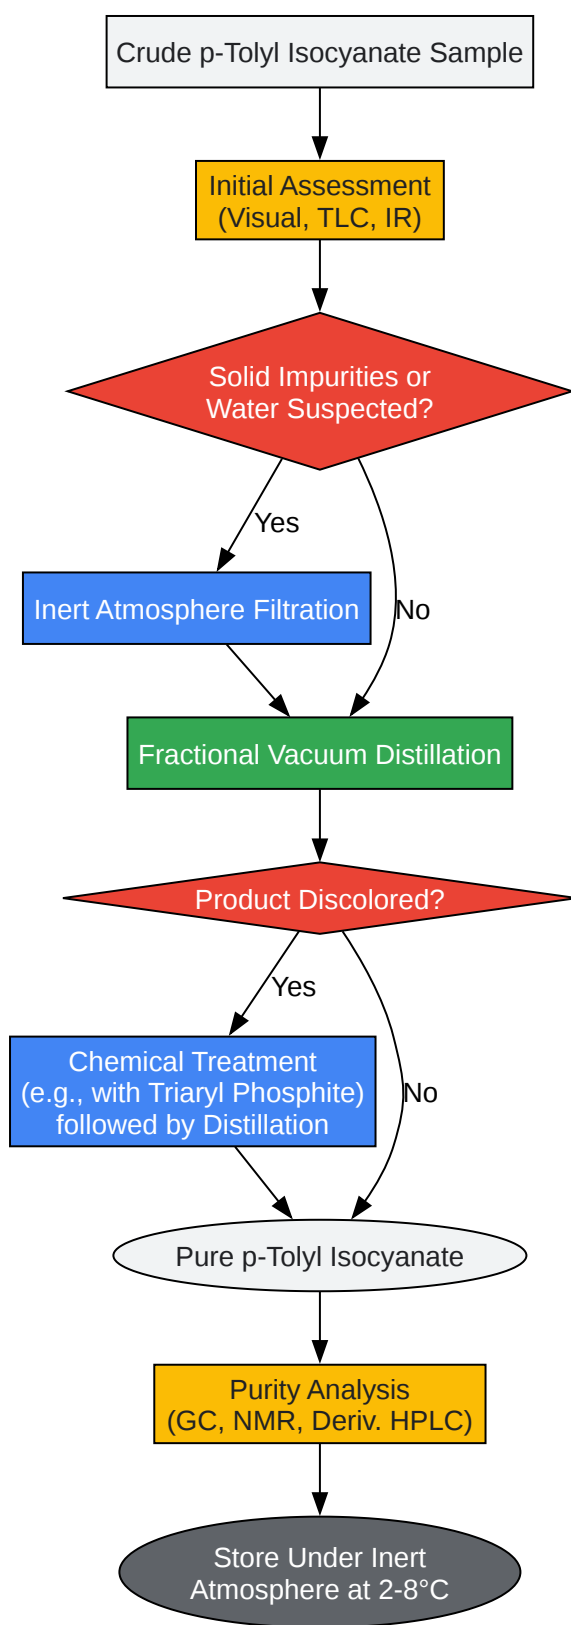 Crude p-Tolyl Isocyanate Sample
Initial Assessment
(Visual, TLC, IR)
Solid Impurities or
Water Suspected?
Yes
Inert Atmosphere Filtration
No
Fractional Vacuum Distillation
Product Discolored?
Yes
Chemical Treatment
(e.g., with Triaryl Phosphite)
followed by Distillation
No
Pure p-Tolyl Isocyanate
Purity Analysis
(GC, NMR, Deriv. HPLC)
Store Under Inert
Atmosphere at 2-8°C